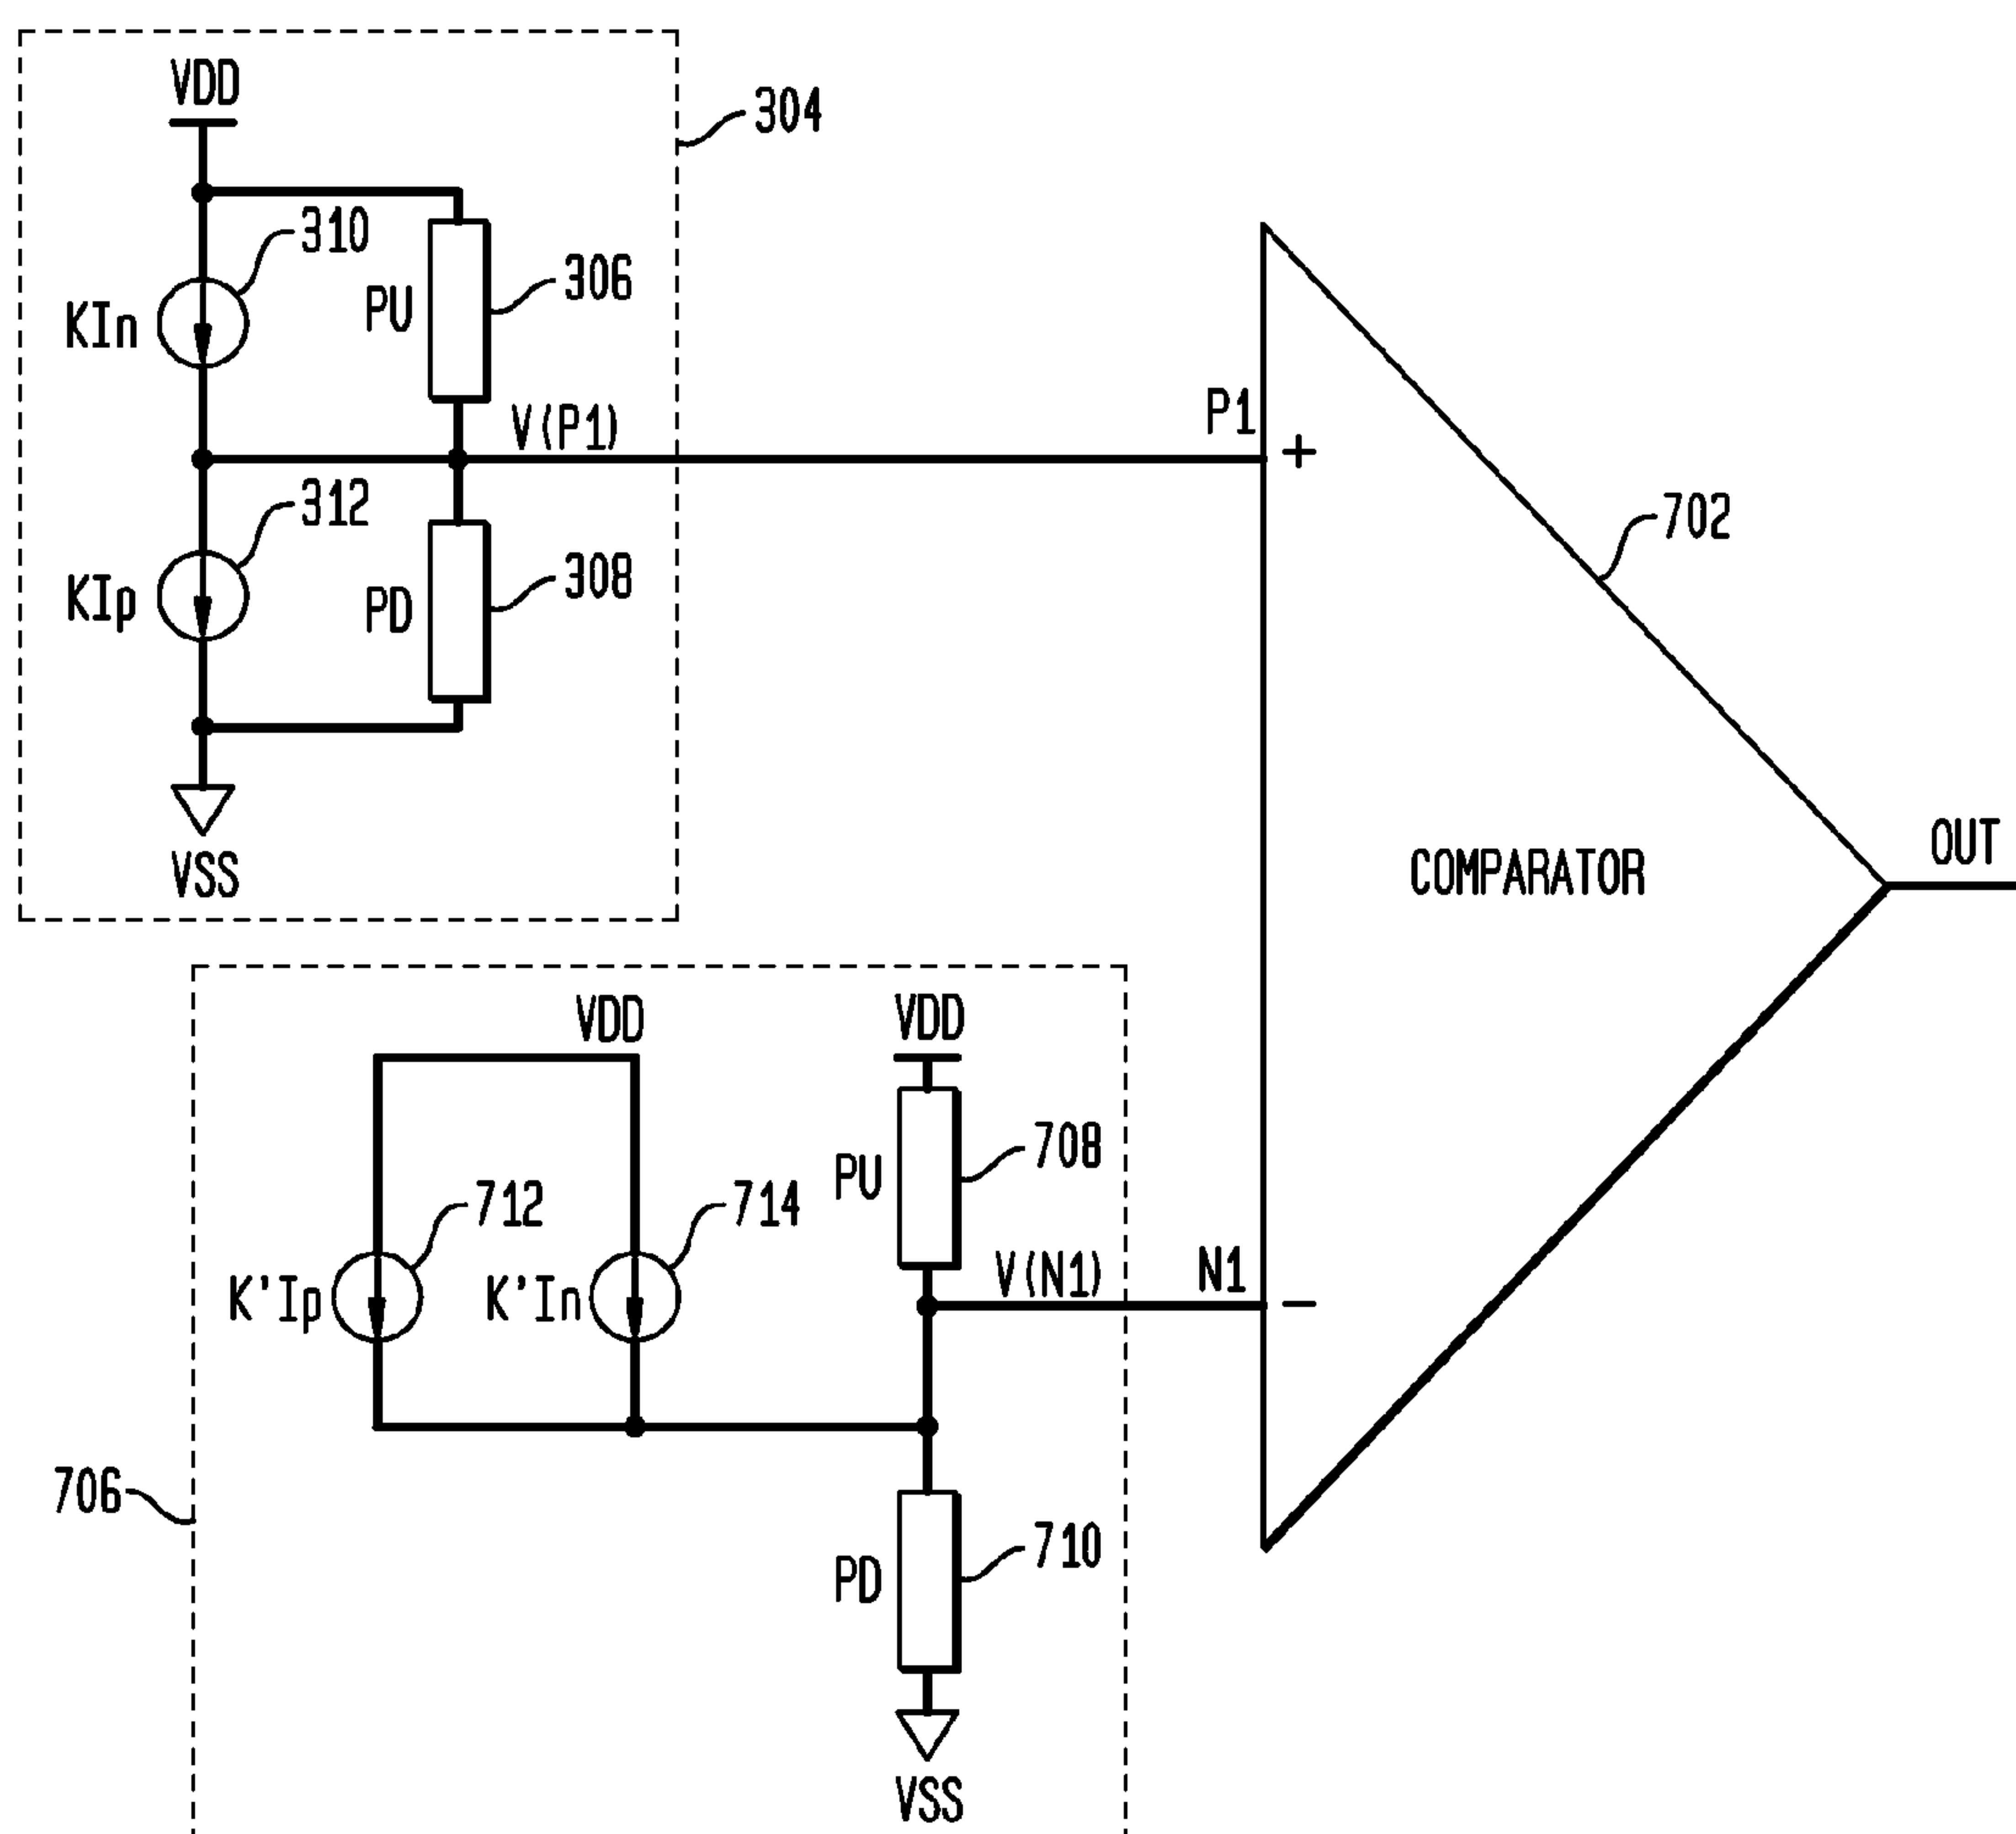 VDD
304
310
306
KIn
PU
V(P1)
P1
+
312
702
308
KIp
PD
COMPARATOR
OUT
VSS
VDD
VDD
708
PU
712
714
V(N1)
N1
K'Ip
K'In
−
706
710
PD
VSS